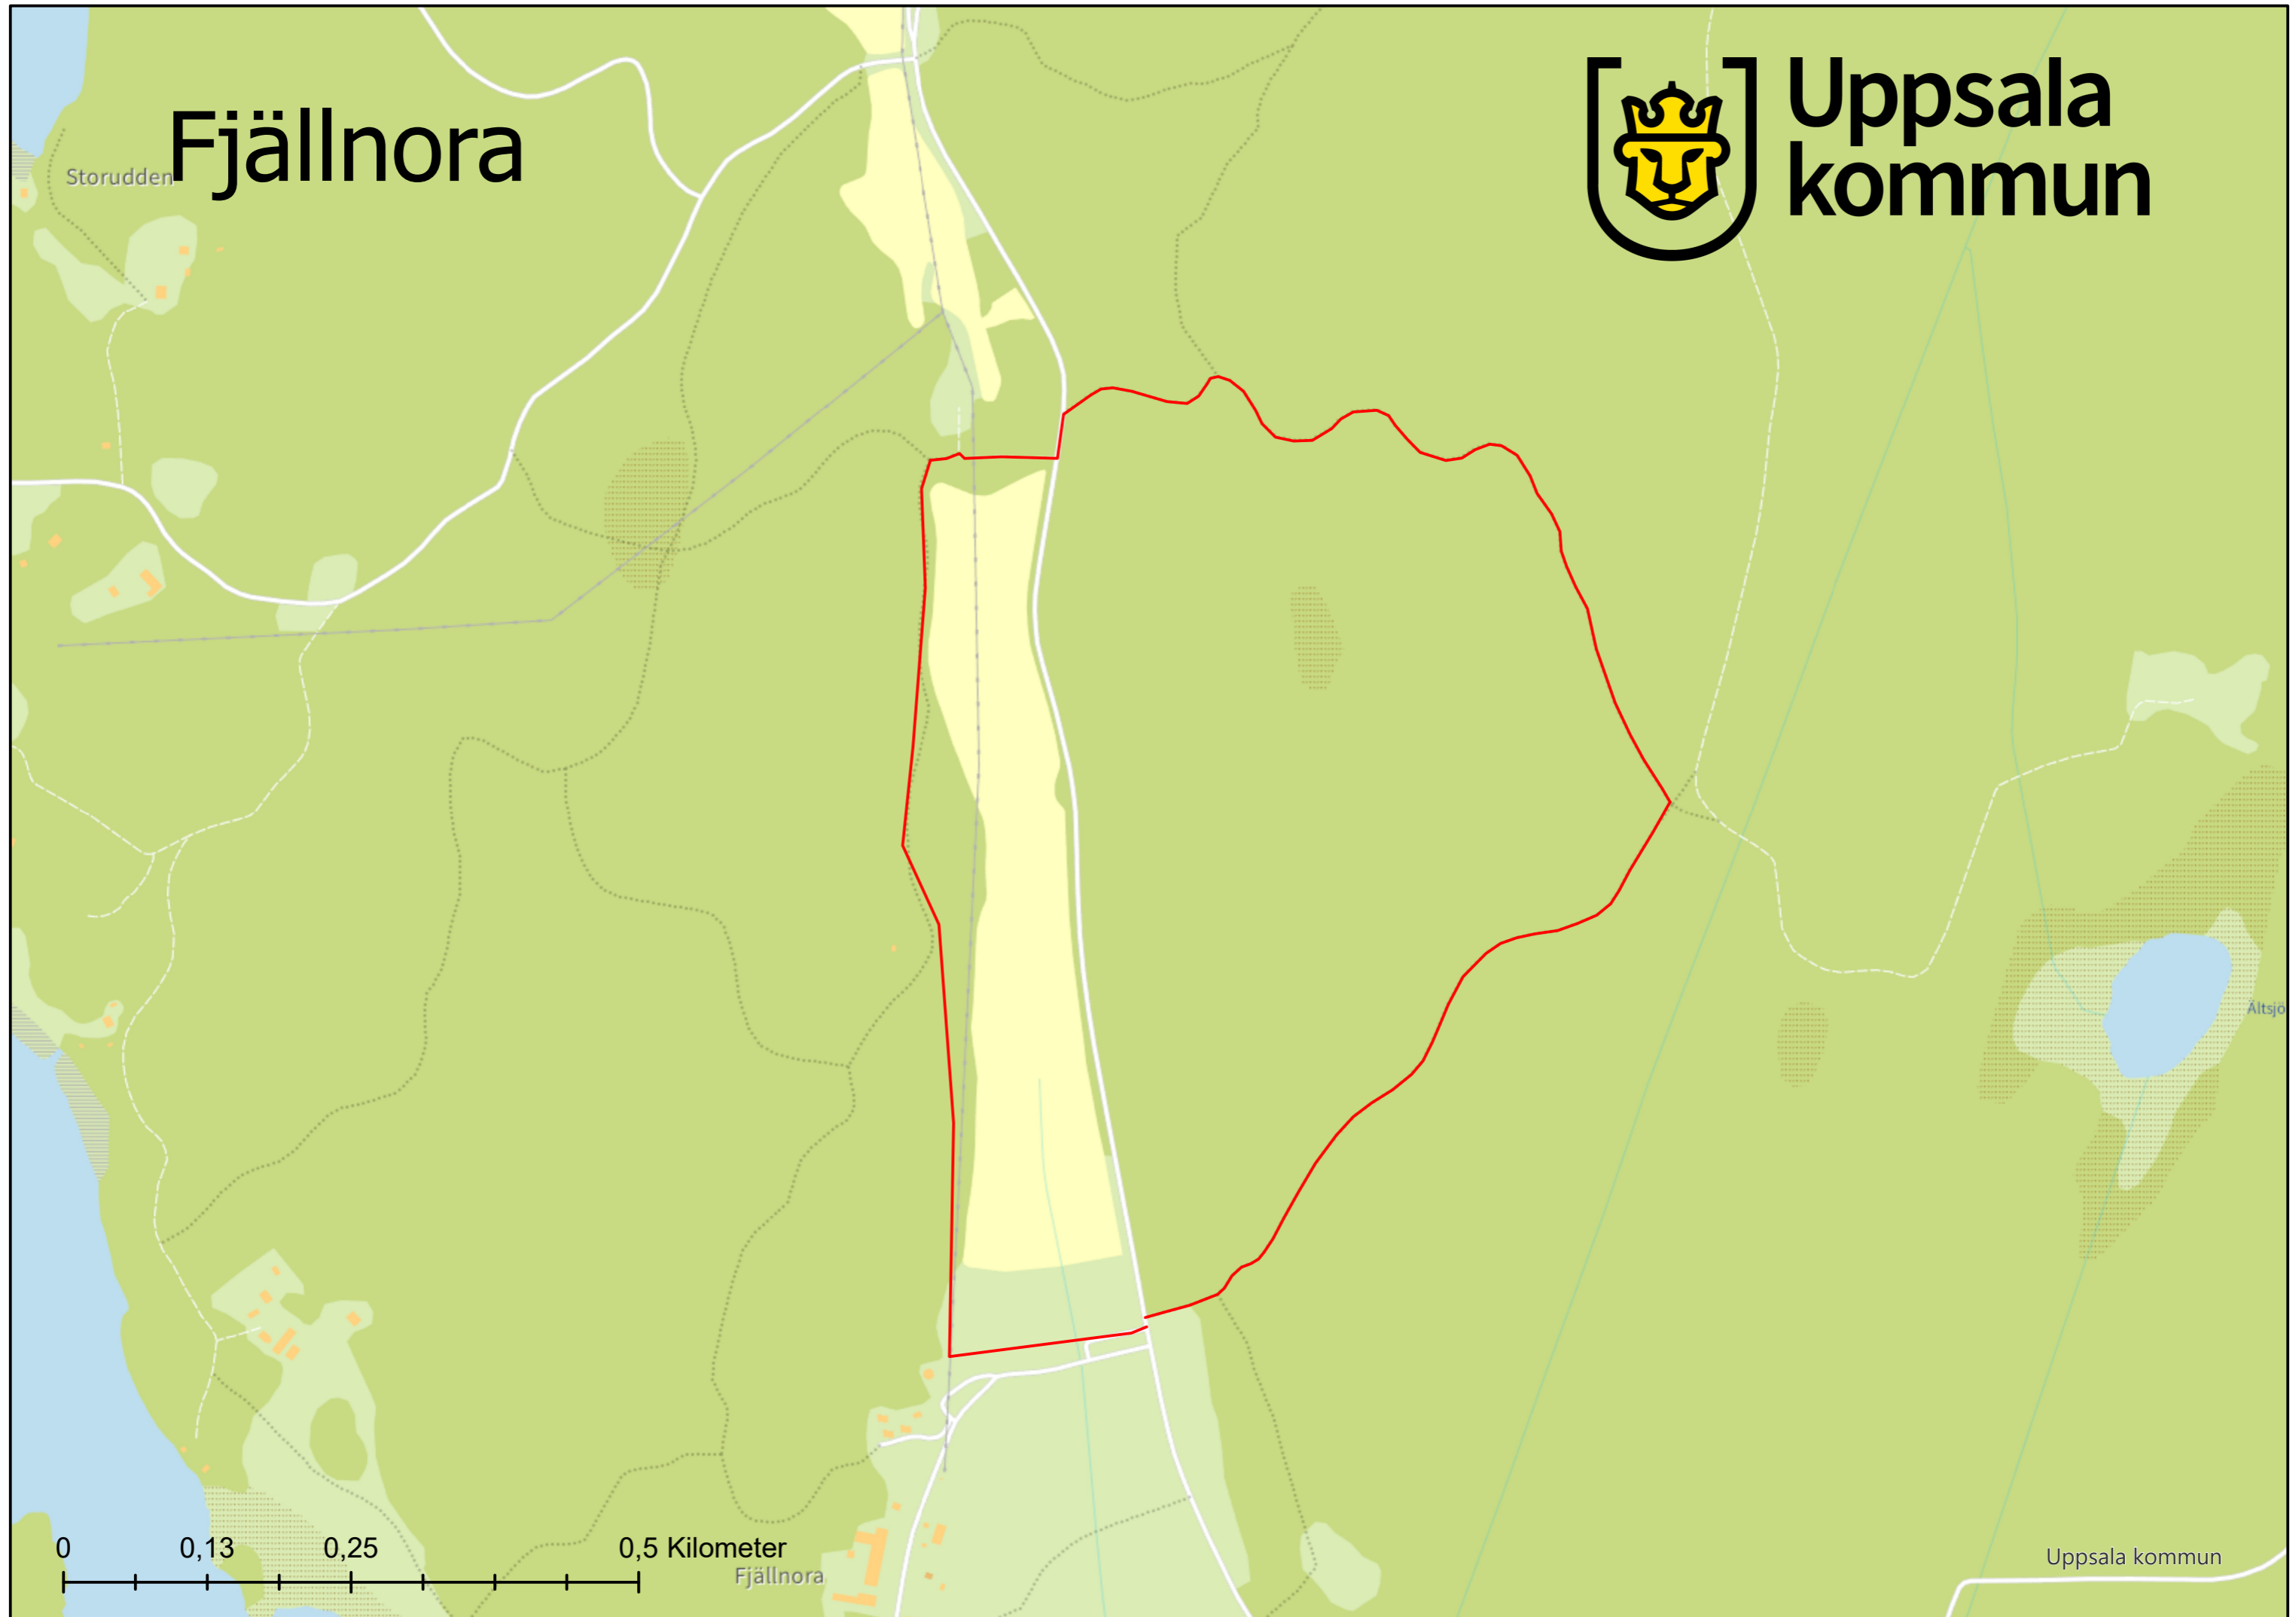 Fjällnora
Uppsala
kommun
Storudden
Ältsjö
0 0,13 0,25 0,5 Kilometer
Fjällnora
Uppsala kommun